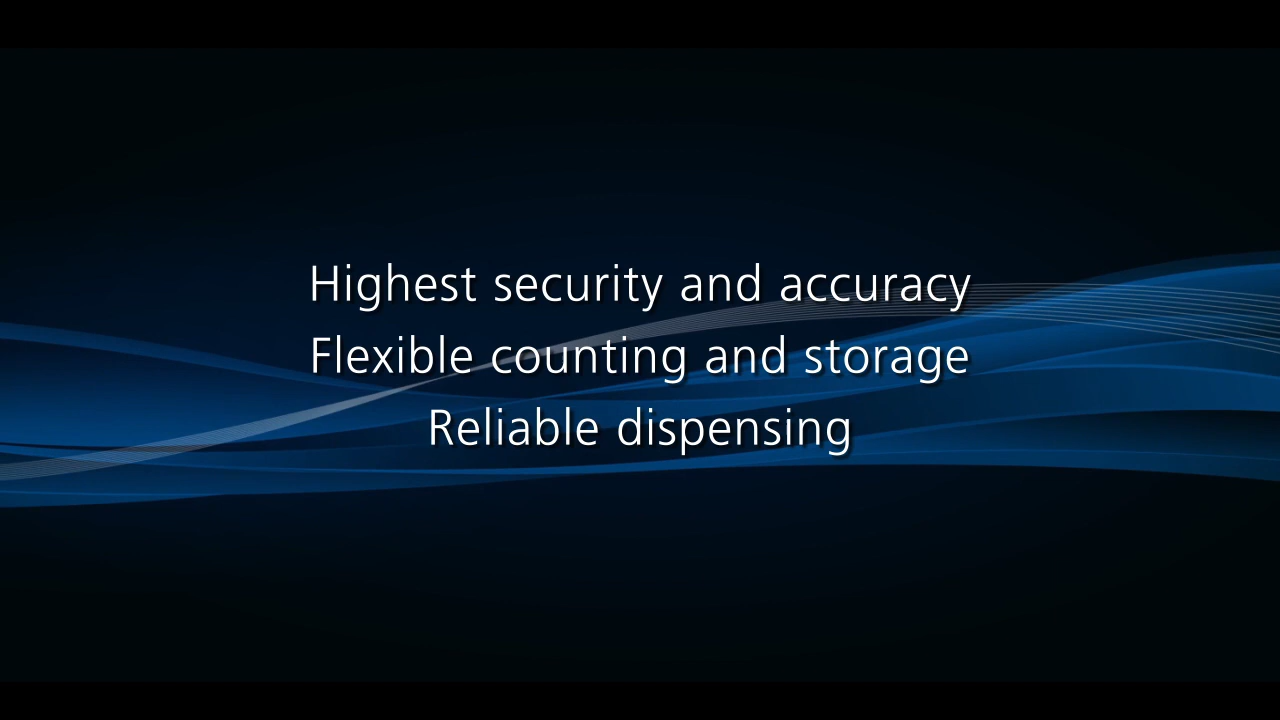 Highest security and accuracy
Flexible counting and storage
Reliable dispensing